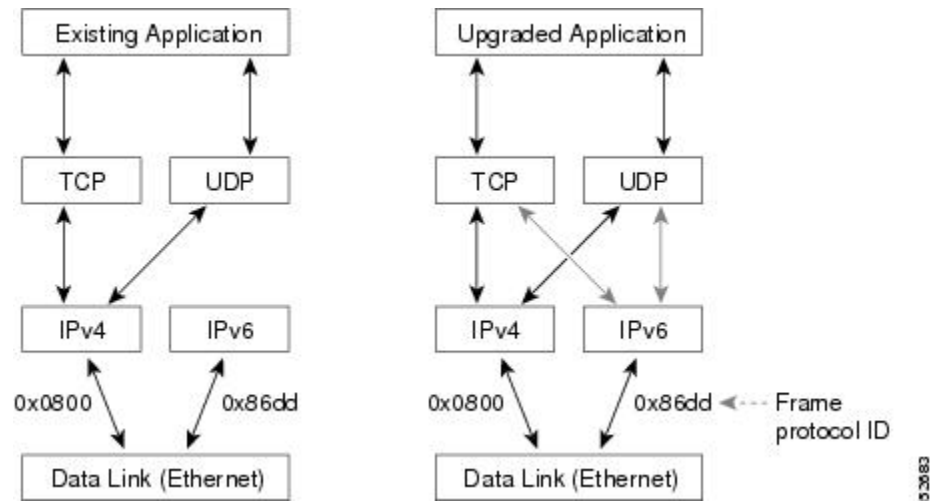 Existing Application
TCP
UDP
IPv4
IPv6
0x0800
0x86dd
Data Link (Ethernet)
Upgraded Application
TCP
UDP
IPv4
IPv6
0x0800
0x86dd
Frame
protocol ID
Data Link (Ethernet)
52683